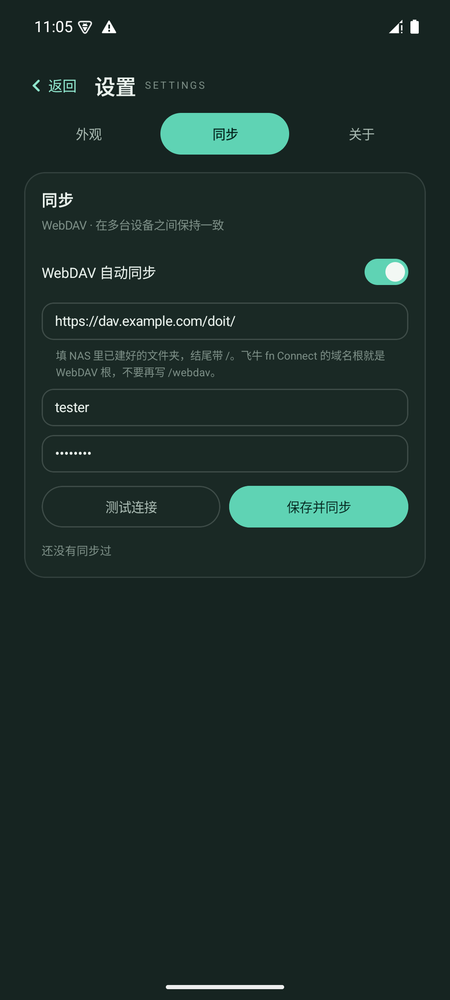 11:05
返回 设置 SETTINGS
外观 同步 关于
同步
WebDAV · 在多台设备之间保持一致
WebDAV 自动同步
https://dav.example.com/doit/
填 NAS 里已建好的文件夹，结尾带 /。飞牛 fn Connect 的域名根就是
WebDAV 根，不要再写 /webdav。
tester
••••••••
测试连接 保存并同步
还没有同步过